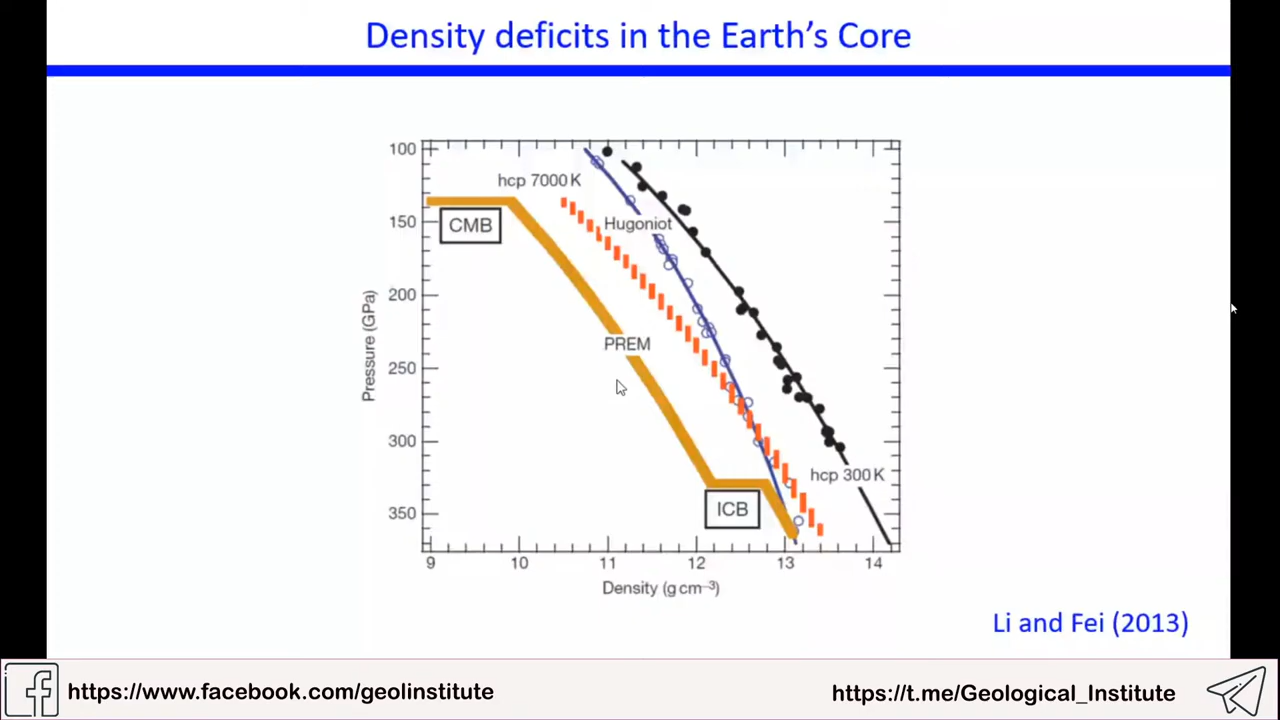 Density deficits in the Earth's Core
100
150
200
250
300
350
Pressure (GPa)
hcp 7000 K
Hugoniot
CMB
PREM
hcp 300 K
ICB
9 10 11 12 13 14
Density (g cm⁻³)
Li and Fei (2013)
https://www.facebook.com/geolinstitute
https://t.me/Geological_Institute